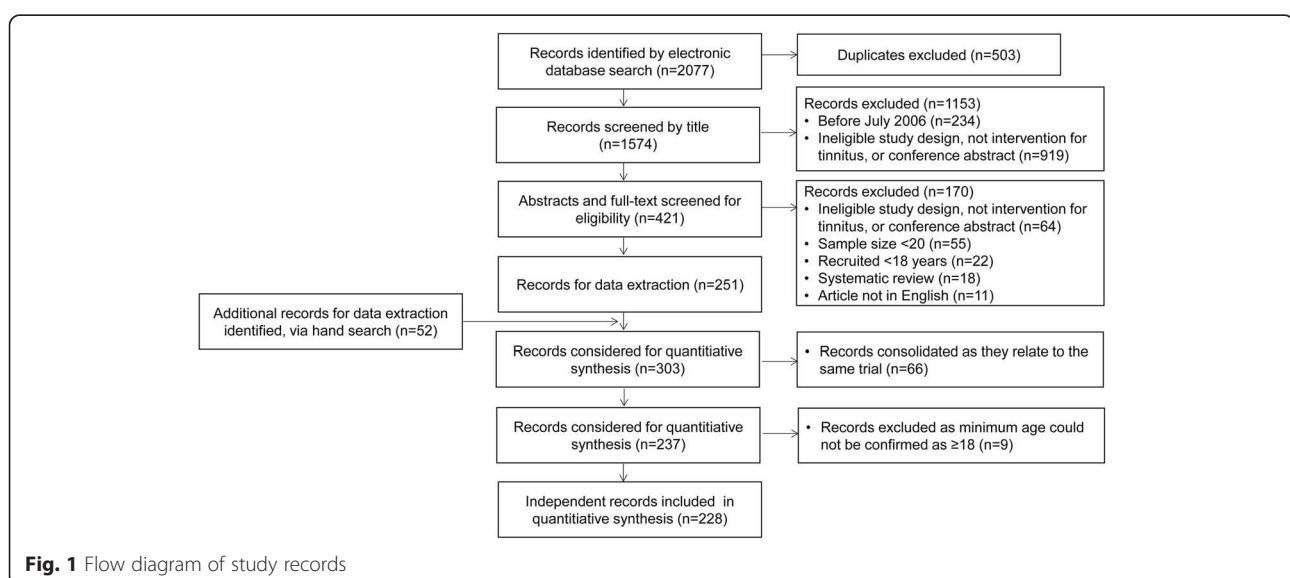 Records identified by electronic
database search (n=2077)
Duplicates excluded (n=503)
Records screened by title
(n=1574)
Records excluded (n=1153)
• Before July 2006 (n=234)
• Ineligible study design, not intervention for
tinnitus, or conference abstract (n=919)
Abstracts and full-text screened for
eligibility (n=421)
Records excluded (n=170)
• Ineligible study design, not intervention for
tinnitus, or conference abstract (n=64)
• Sample size <20 (n=55)
• Recruited <18 years (n=22)
• Systematic review (n=18)
• Article not in English (n=11)
Records for data extraction (n=251)
Additional records for data extraction
identified, via hand search (n=52)
Records considered for quantitative
synthesis (n=303)
• Records consolidated as they relate to the
same trial (n=66)
Records considered for quantitative
synthesis (n=237)
• Records excluded as minimum age could
not be confirmed as ≥18 (n=9)
Independent records included in
quantitiative synthesis (n=228)
Fig. 1 Flow diagram of study records